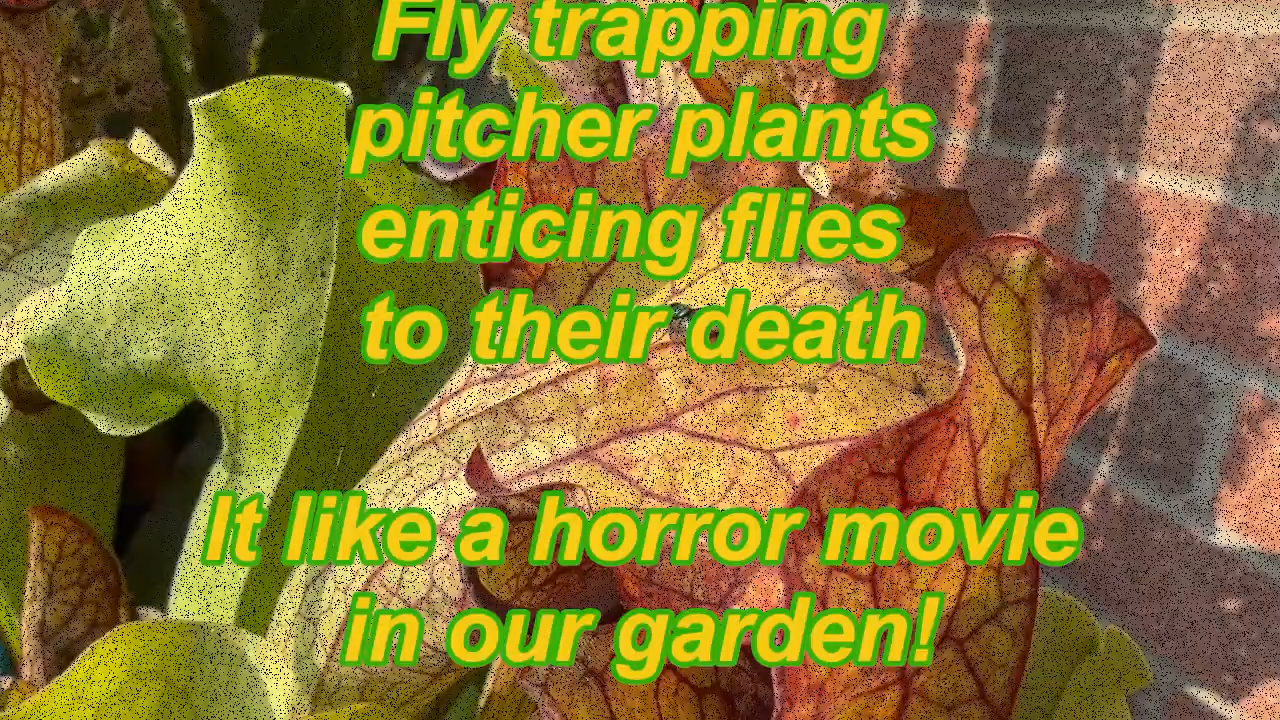 Fly trapping
pitcher plants
enticing flies
to their death
It like a horror movie
in our garden!